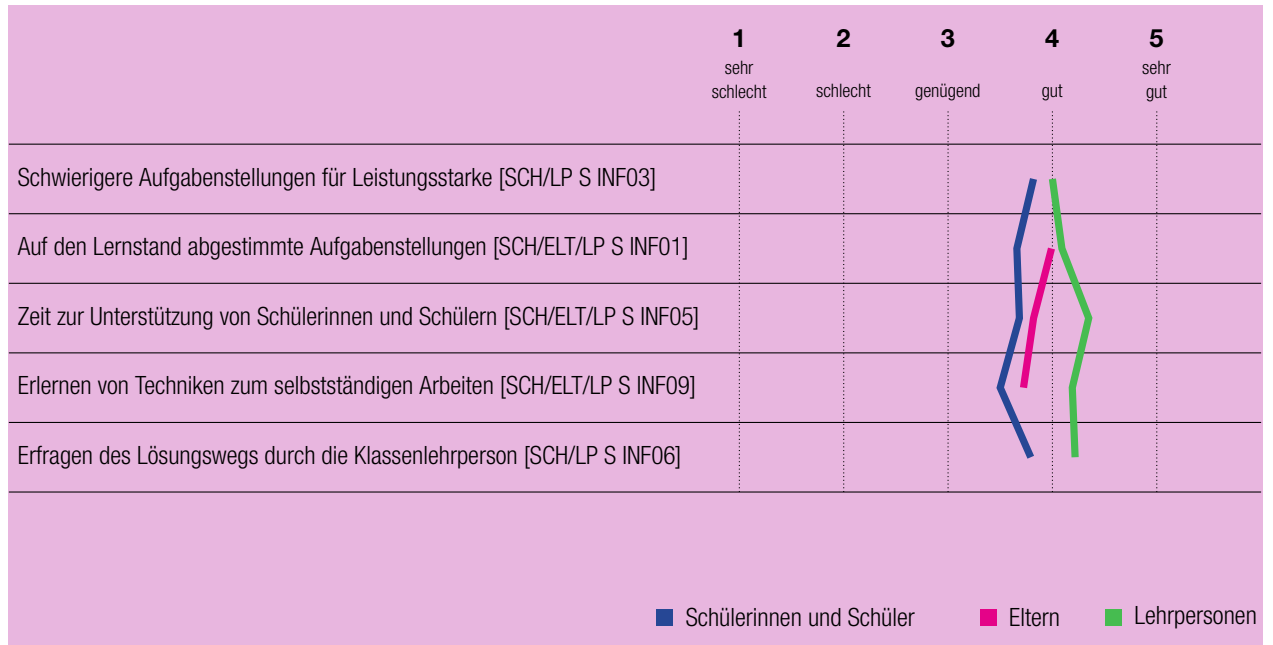 1 2 3 4 5
sehr schlecht schlecht genügend gut sehr gut
Schwierigere Aufgabenstellungen für Leistungsstarke [SCH/LP S INF03]
Auf den Lernstand abgestimmte Aufgabenstellungen [SCH/ELT/LP S INF01]
Zeit zur Unterstützung von Schülerinnen und Schülern [SCH/ELT/LP S INF05]
Erlernen von Techniken zum selbstständigen Arbeiten [SCH/ELT/LP S INF09]
Erfragen des Lösungswegs durch die Klassenlehrperson [SCH/LP S INF06]
Schülerinnen und Schüler Eltern Lehrpersonen